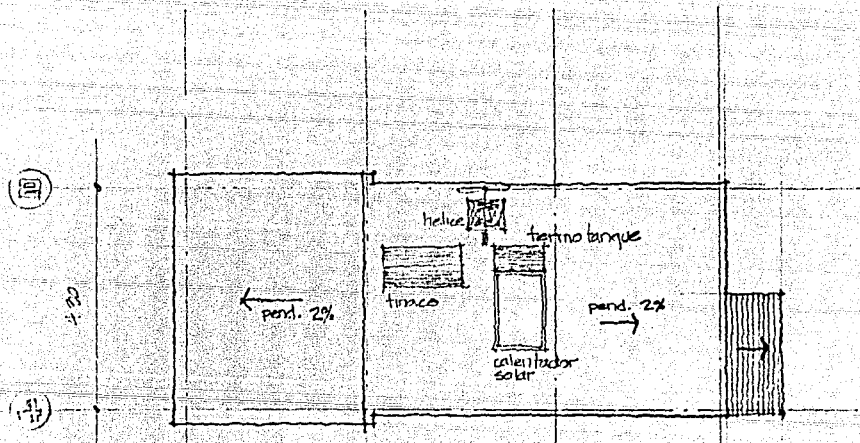 helice
termo tanque
tinaco
pend. 2%
pend. 2%
calentador
solar